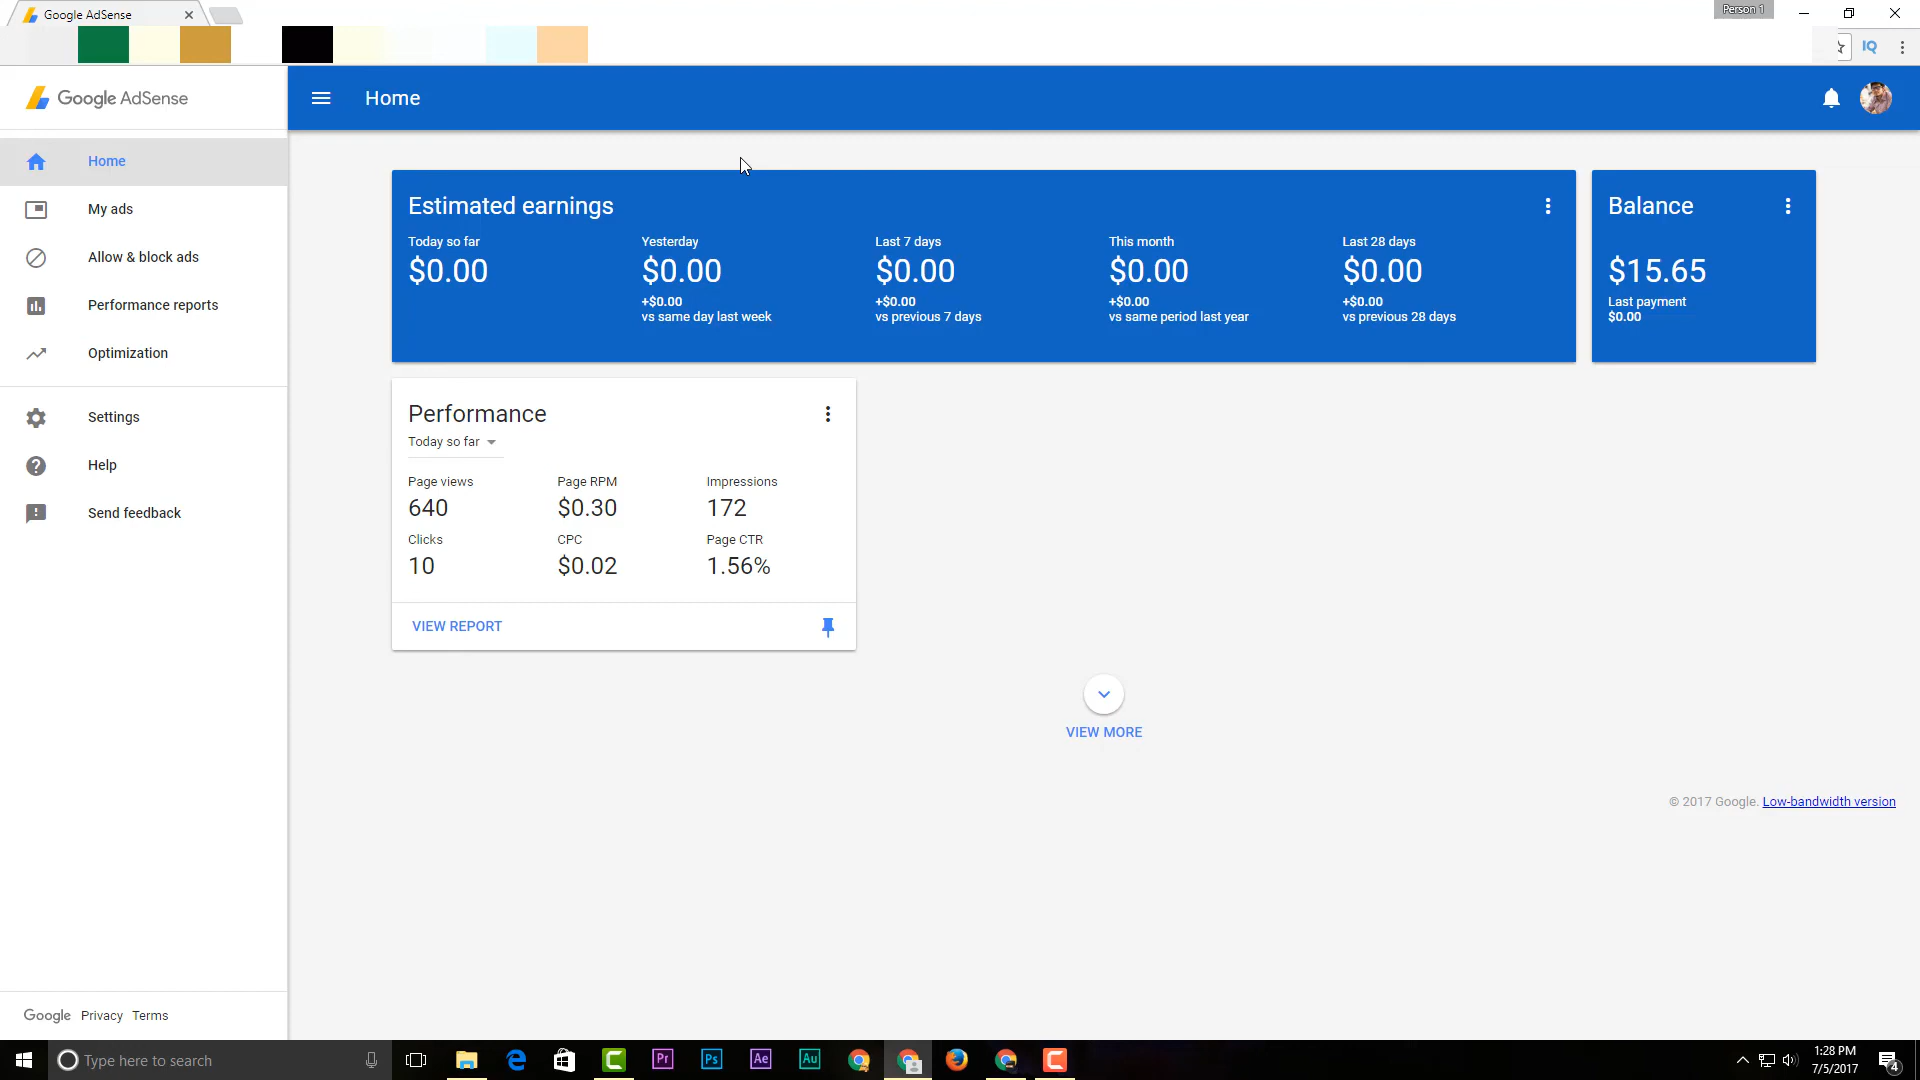 Google AdSense
Person 1
IQ
Google AdSense
Home
Home
My ads
Allow & block ads
Performance reports
Optimization
Settings
Help
Send feedback
Estimated earnings
Today so far
$0.00
Yesterday
$0.00
+$0.00
vs same day last week
Last 7 days
$0.00
+$0.00
vs previous 7 days
This month
$0.00
+$0.00
vs same period last year
Last 28 days
$0.00
+$0.00
vs previous 28 days
Balance
$15.65
Last payment
$0.00
Performance
Today so far
Page views
640
Page RPM
$0.30
Impressions
172
Clicks
10
CPC
$0.02
Page CTR
1.56%
VIEW REPORT
VIEW MORE
© 2017 Google. Low-bandwidth version
Google Privacy Terms
Type here to search
Pr
Ps
Ae
Au
1:28 PM
7/5/2017
4